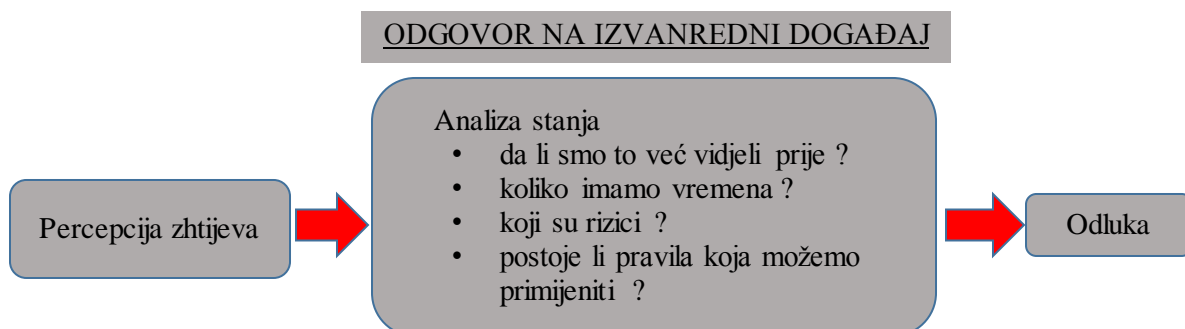 ODGOVOR NA IZVANREDNI DOGAĐAJ
Percepcija zhtijeva
Analiza stanja
• da li smo to već vidjeli prije ?
• koliko imamo vremena ?
• koji su rizici ?
• postoje li pravila koja možemo
primijeniti ?
Odluka